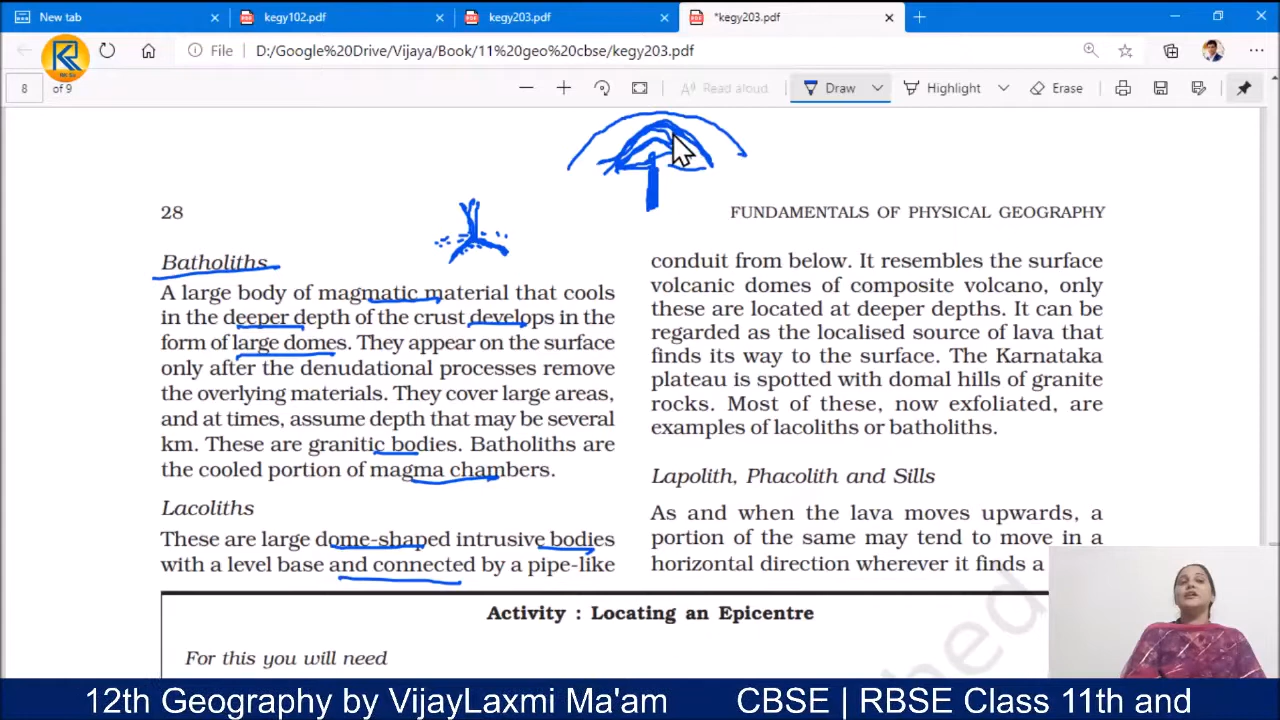 New tab
kegy102.pdf
kegy203.pdf
*kegy203.pdf
File
D:/Google%20Drive/Vijaya/Book/11%20geo%20cbse/kegy203.pdf
8
of 9
Read aloud
Draw
Highlight
Erase
28
FUNDAMENTALS OF PHYSICAL GEOGRAPHY
Batholiths
A large body of magmatic material that cools
in the deeper depth of the crust develops in the
form of large domes. They appear on the surface
only after the denudational processes remove
the overlying materials. They cover large areas,
and at times, assume depth that may be several
km. These are granitic bodies. Batholiths are
the cooled portion of magma chambers.
Lacoliths
These are large dome-shaped intrusive bodies
with a level base and connected by a pipe-like
conduit from below. It resembles the surface
volcanic domes of composite volcano, only
these are located at deeper depths. It can be
regarded as the localised source of lava that
finds its way to the surface. The Karnataka
plateau is spotted with domal hills of granite
rocks. Most of these, now exfoliated, are
examples of lacoliths or batholiths.
Lapolith, Phacolith and Sills
As and when the lava moves upwards, a
portion of the same may tend to move in a
horizontal direction wherever it finds a
Activity : Locating an Epicentre
For this you will need
12th Geography by VijayLaxmi Ma'am
CBSE | RBSE Class 11th and